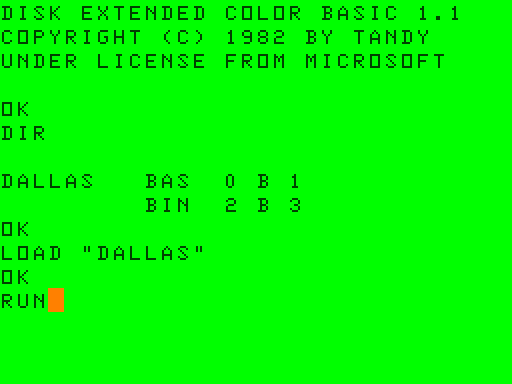 DISK EXTENDED COLOR BASIC 1.1
COPYRIGHT (C) 1982 BY TANDY
UNDER LICENSE FROM MICROSOFT
OK
DIR
DALLAS BAS 0 B 1
BIN 2 B 3
OK
LOAD "DALLAS"
OK
RUN